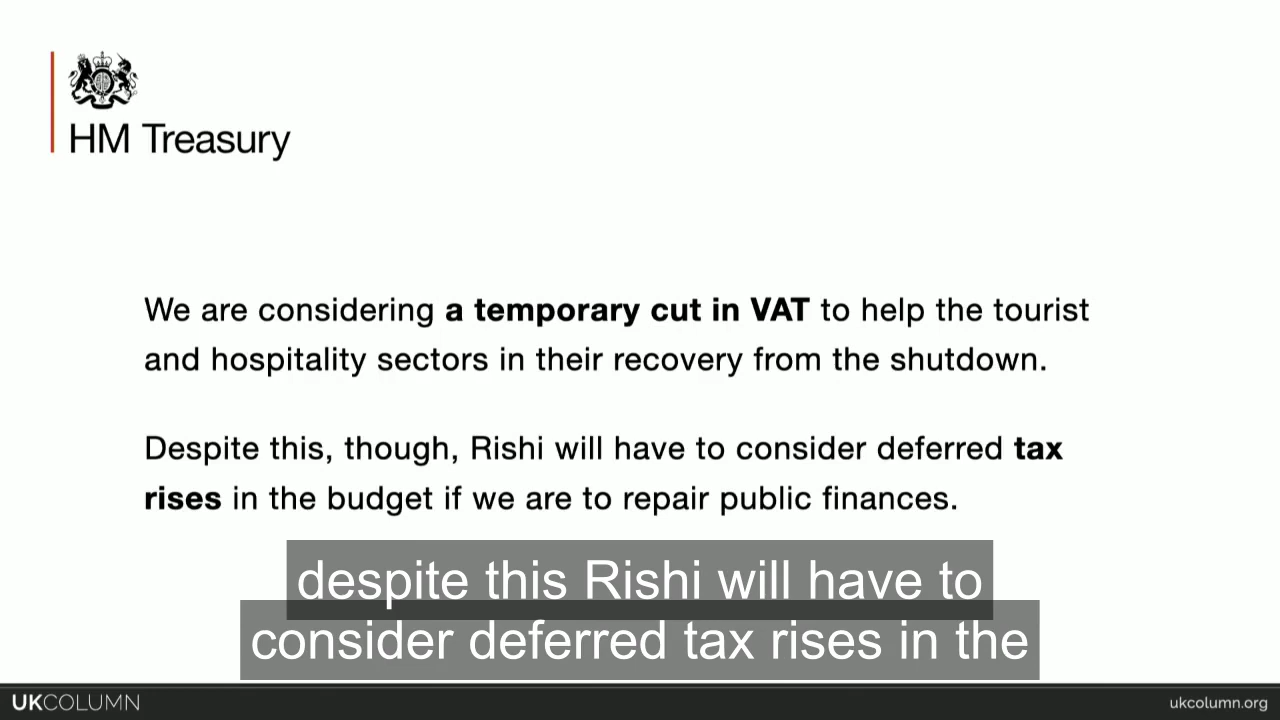 HM Treasury
We are considering a temporary cut in VAT to help the tourist
and hospitality sectors in their recovery from the shutdown.
Despite this, though, Rishi will have to consider deferred tax
rises in the budget if we are to repair public finances.
despite this Rishi will have to
consider deferred tax rises in the
UKCOLUMN
ukcolumn.org